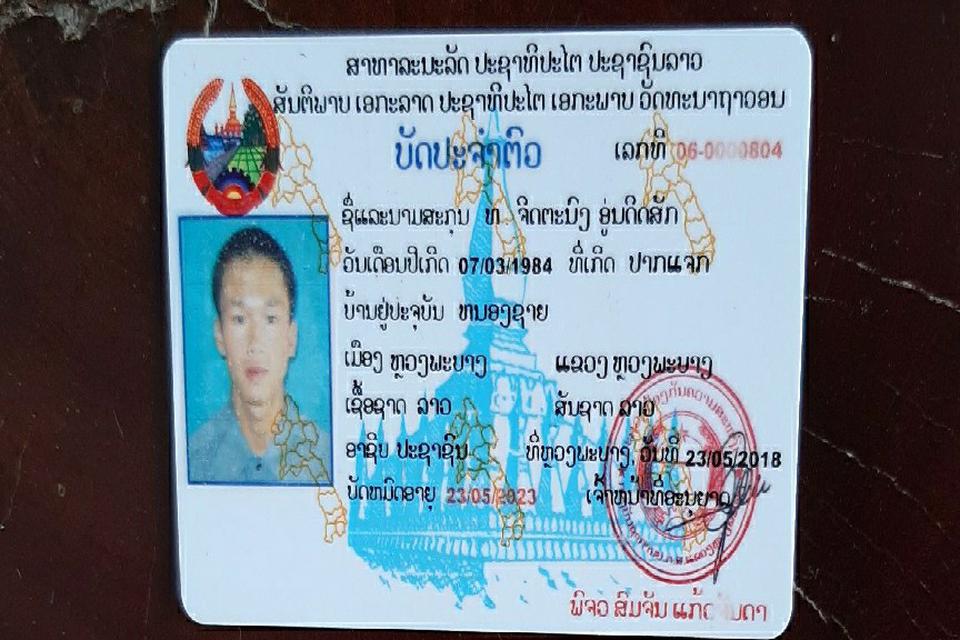 ສາທາລະນະລັດ ປະຊາທິປະໄຕ ປະຊາຊົນລາວ
ສັນຕິພາບ ເອກະລາດ ປະຊາທິປະໄຕ ເອກະພາບ ວັດທະນາຖາວອນ
ບັດປະຈຳຕົວ ເລກທີ 06-0000804
ຊື່ແລະນາມສະກຸນ ທ ຈິດຕະນົງ ອູ່ນດິດສັກ
ວັນເດືອນປີເກີດ 07/03/1984 ທີ່ເກີດ ປາກແຈກ
ບ້ານຢູ່ປະຈຸບັນ ຫນອງຊາຍ
ເມືອງ ຫຼວງພະບາງ ແຂວງ ຫຼວງພະບາງ
ເຊື້ອຊາດ ລາວ ສັນຊາດ ລາວ
ອາຊິບ ປະຊາຊົນ ທີ່ຫຼວງພະບາງ, ວັນທີ 23/05/2018
ບັດຫມົດອາຍຸ 23/05/2023 ເຈົ້າຫນ້າທີ່ອະນຸຍາດ
ພິຈວ ສົມຈັນ